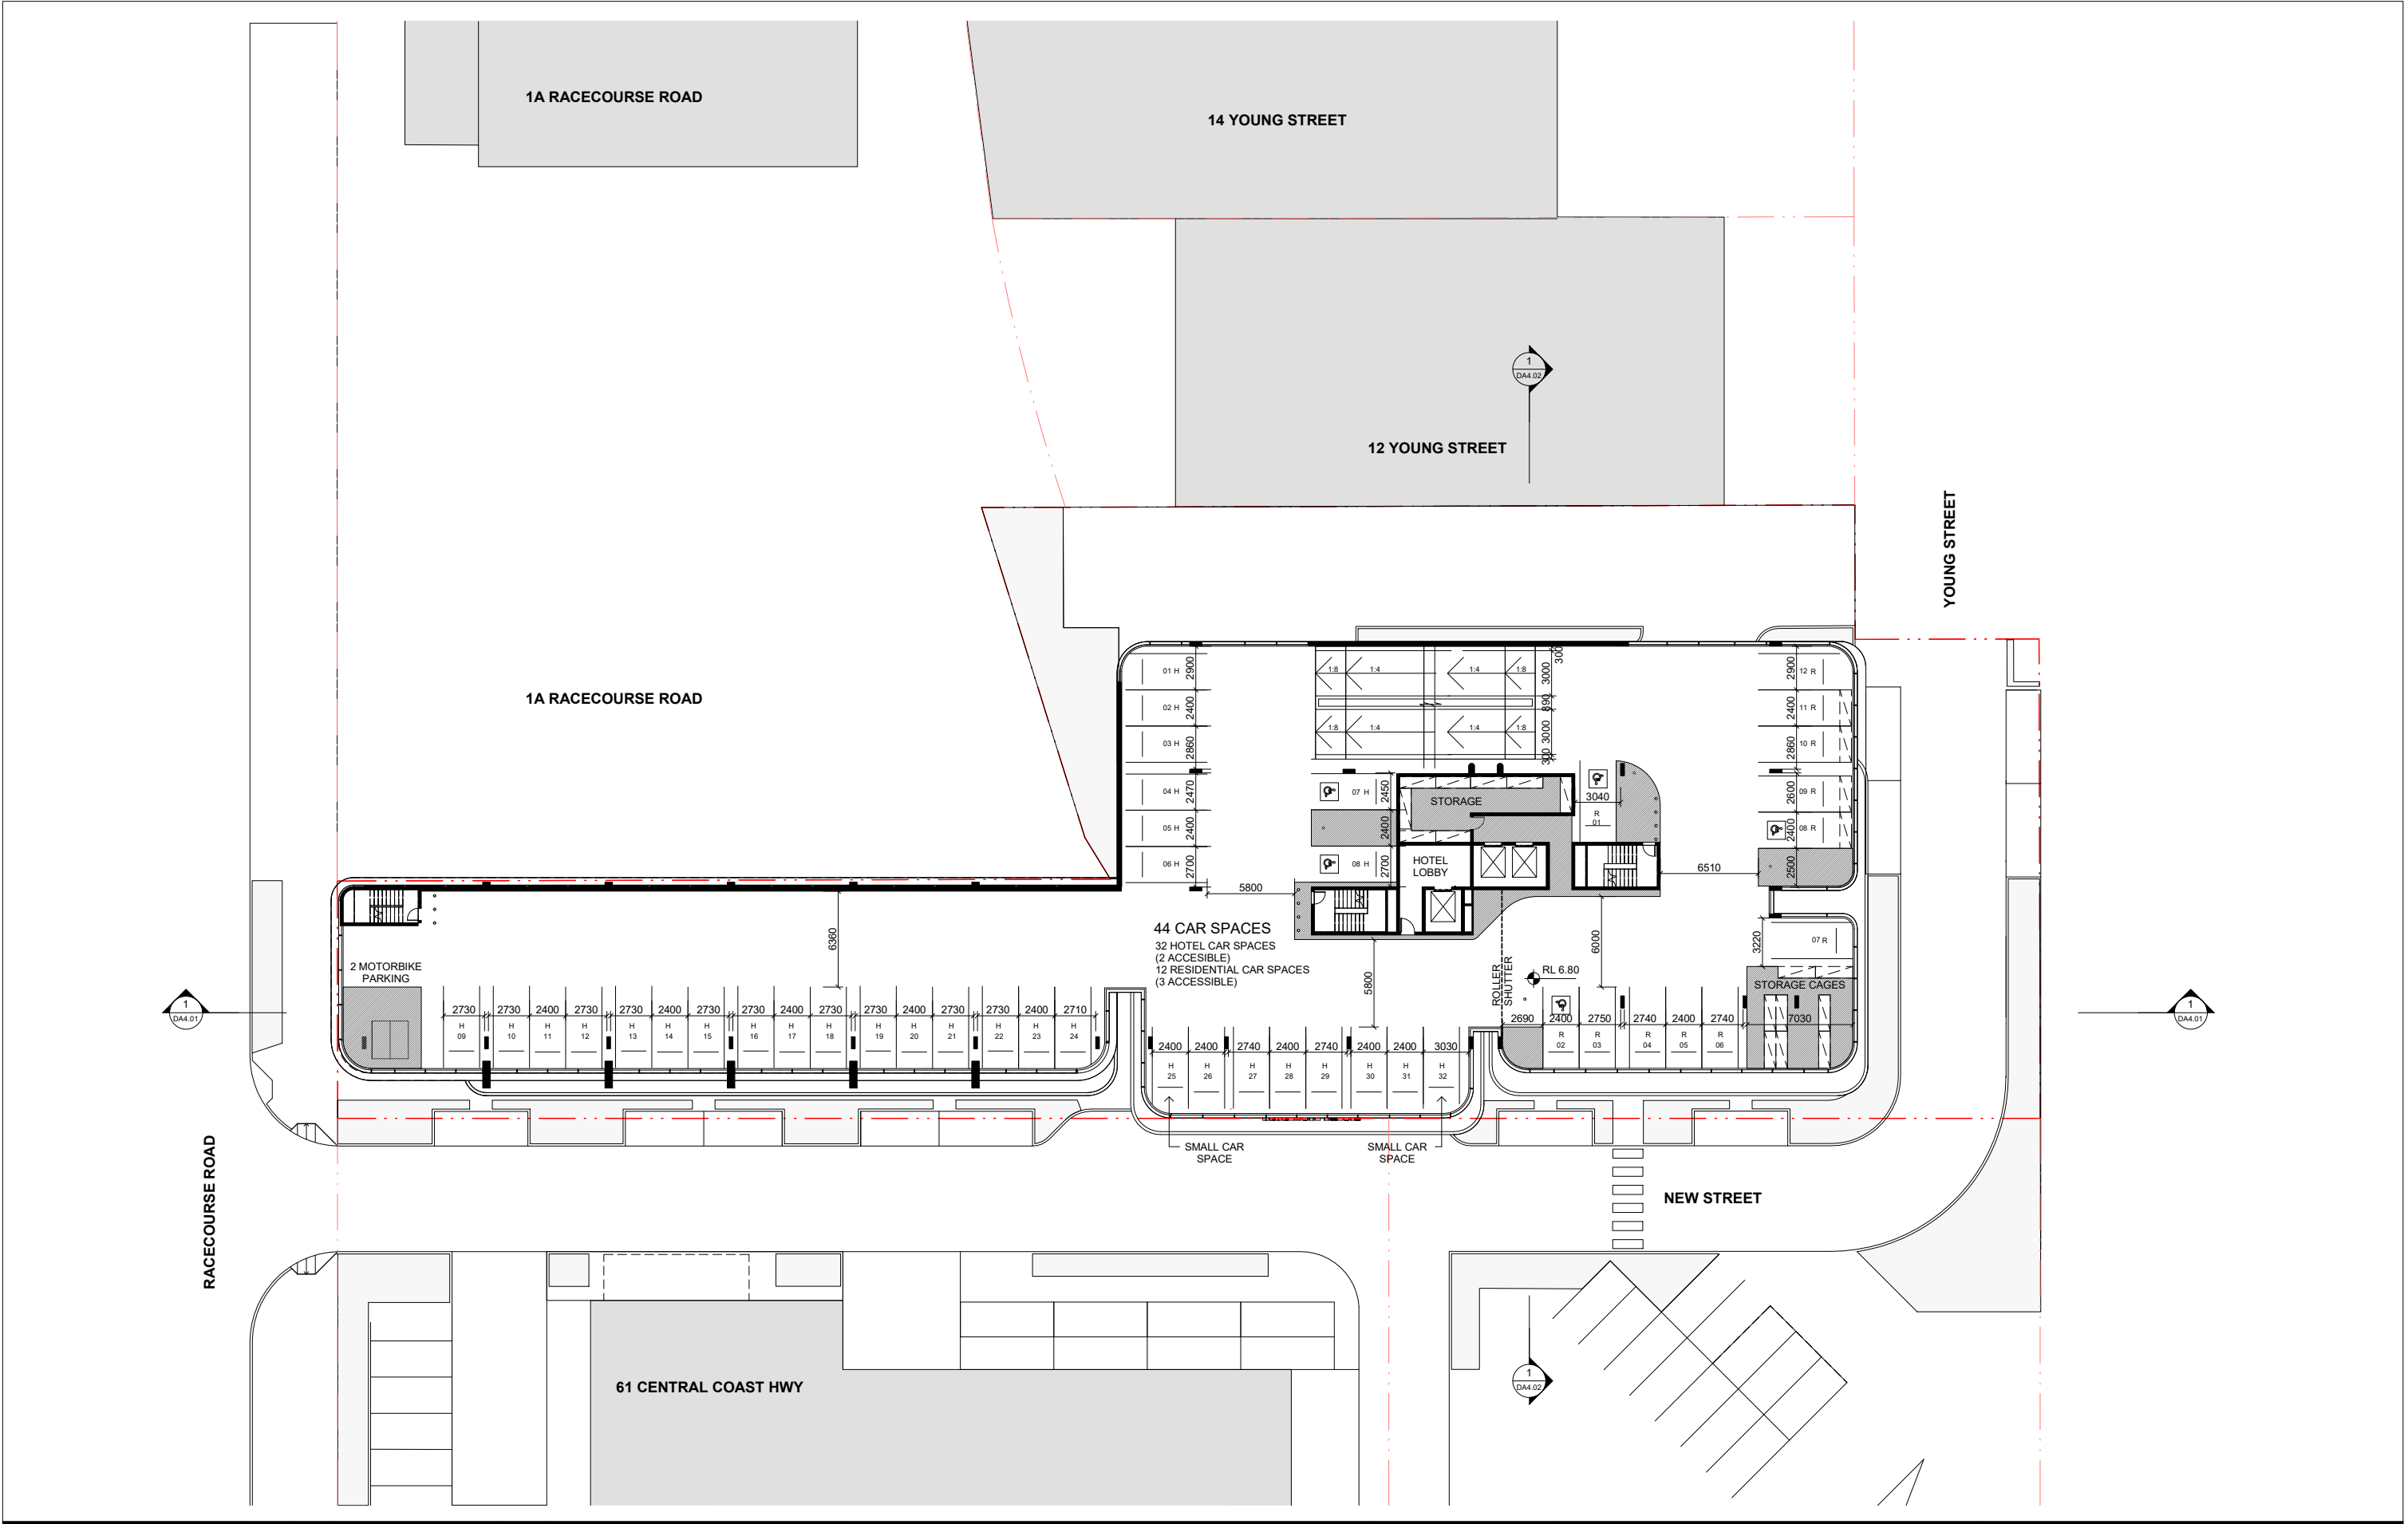 1A RACECOURSE ROAD
14 YOUNG STREET
12 YOUNG STREET
1
DA4.02
YOUNG STREET
1A RACECOURSE ROAD
01 H
2900
02 H
2400
03 H
2860
04 H
2470
05 H
2400
06 H
2700
1:8
1:4
1:4
1:8
1:8
1:4
1:4
1:8
300
3000
890
3000
300
07 H
2450
2400
08 H
2700
STORAGE
HOTEL
LOBBY
3040
R
01
2900
12 R
2400
11 R
2860
10 R
2600
09 R
2400
08 R
2500
6510
5800
6360
44 CAR SPACES
32 HOTEL CAR SPACES
(2 ACCESIBLE)
12 RESIDENTIAL CAR SPACES
(3 ACCESSIBLE)
5800
6000
3220
07 R
ROLLER
SHUTTER
RL 6.80
STORAGE CAGES
2 MOTORBIKE
PARKING
1
DA4.01
1
DA4.01
2730
2730
2400
2730
2730
2400
2730
2730
2400
2730
2730
2400
2730
2730
2400
2710
H
09
H
10
H
11
H
12
H
13
H
14
H
15
H
16
H
17
H
18
H
19
H
20
H
21
H
22
H
23
H
24
2400
2400
2740
2400
2740
2400
2400
3030
H
25
H
26
H
27
H
28
H
29
H
30
H
31
H
32
2690
2400
2750
2740
2400
2740
7030
R
02
R
03
R
04
R
05
R
06
SMALL CAR
SPACE
SMALL CAR
SPACE
RACECOURSE ROAD
NEW STREET
61 CENTRAL COAST HWY
1
DA4.02